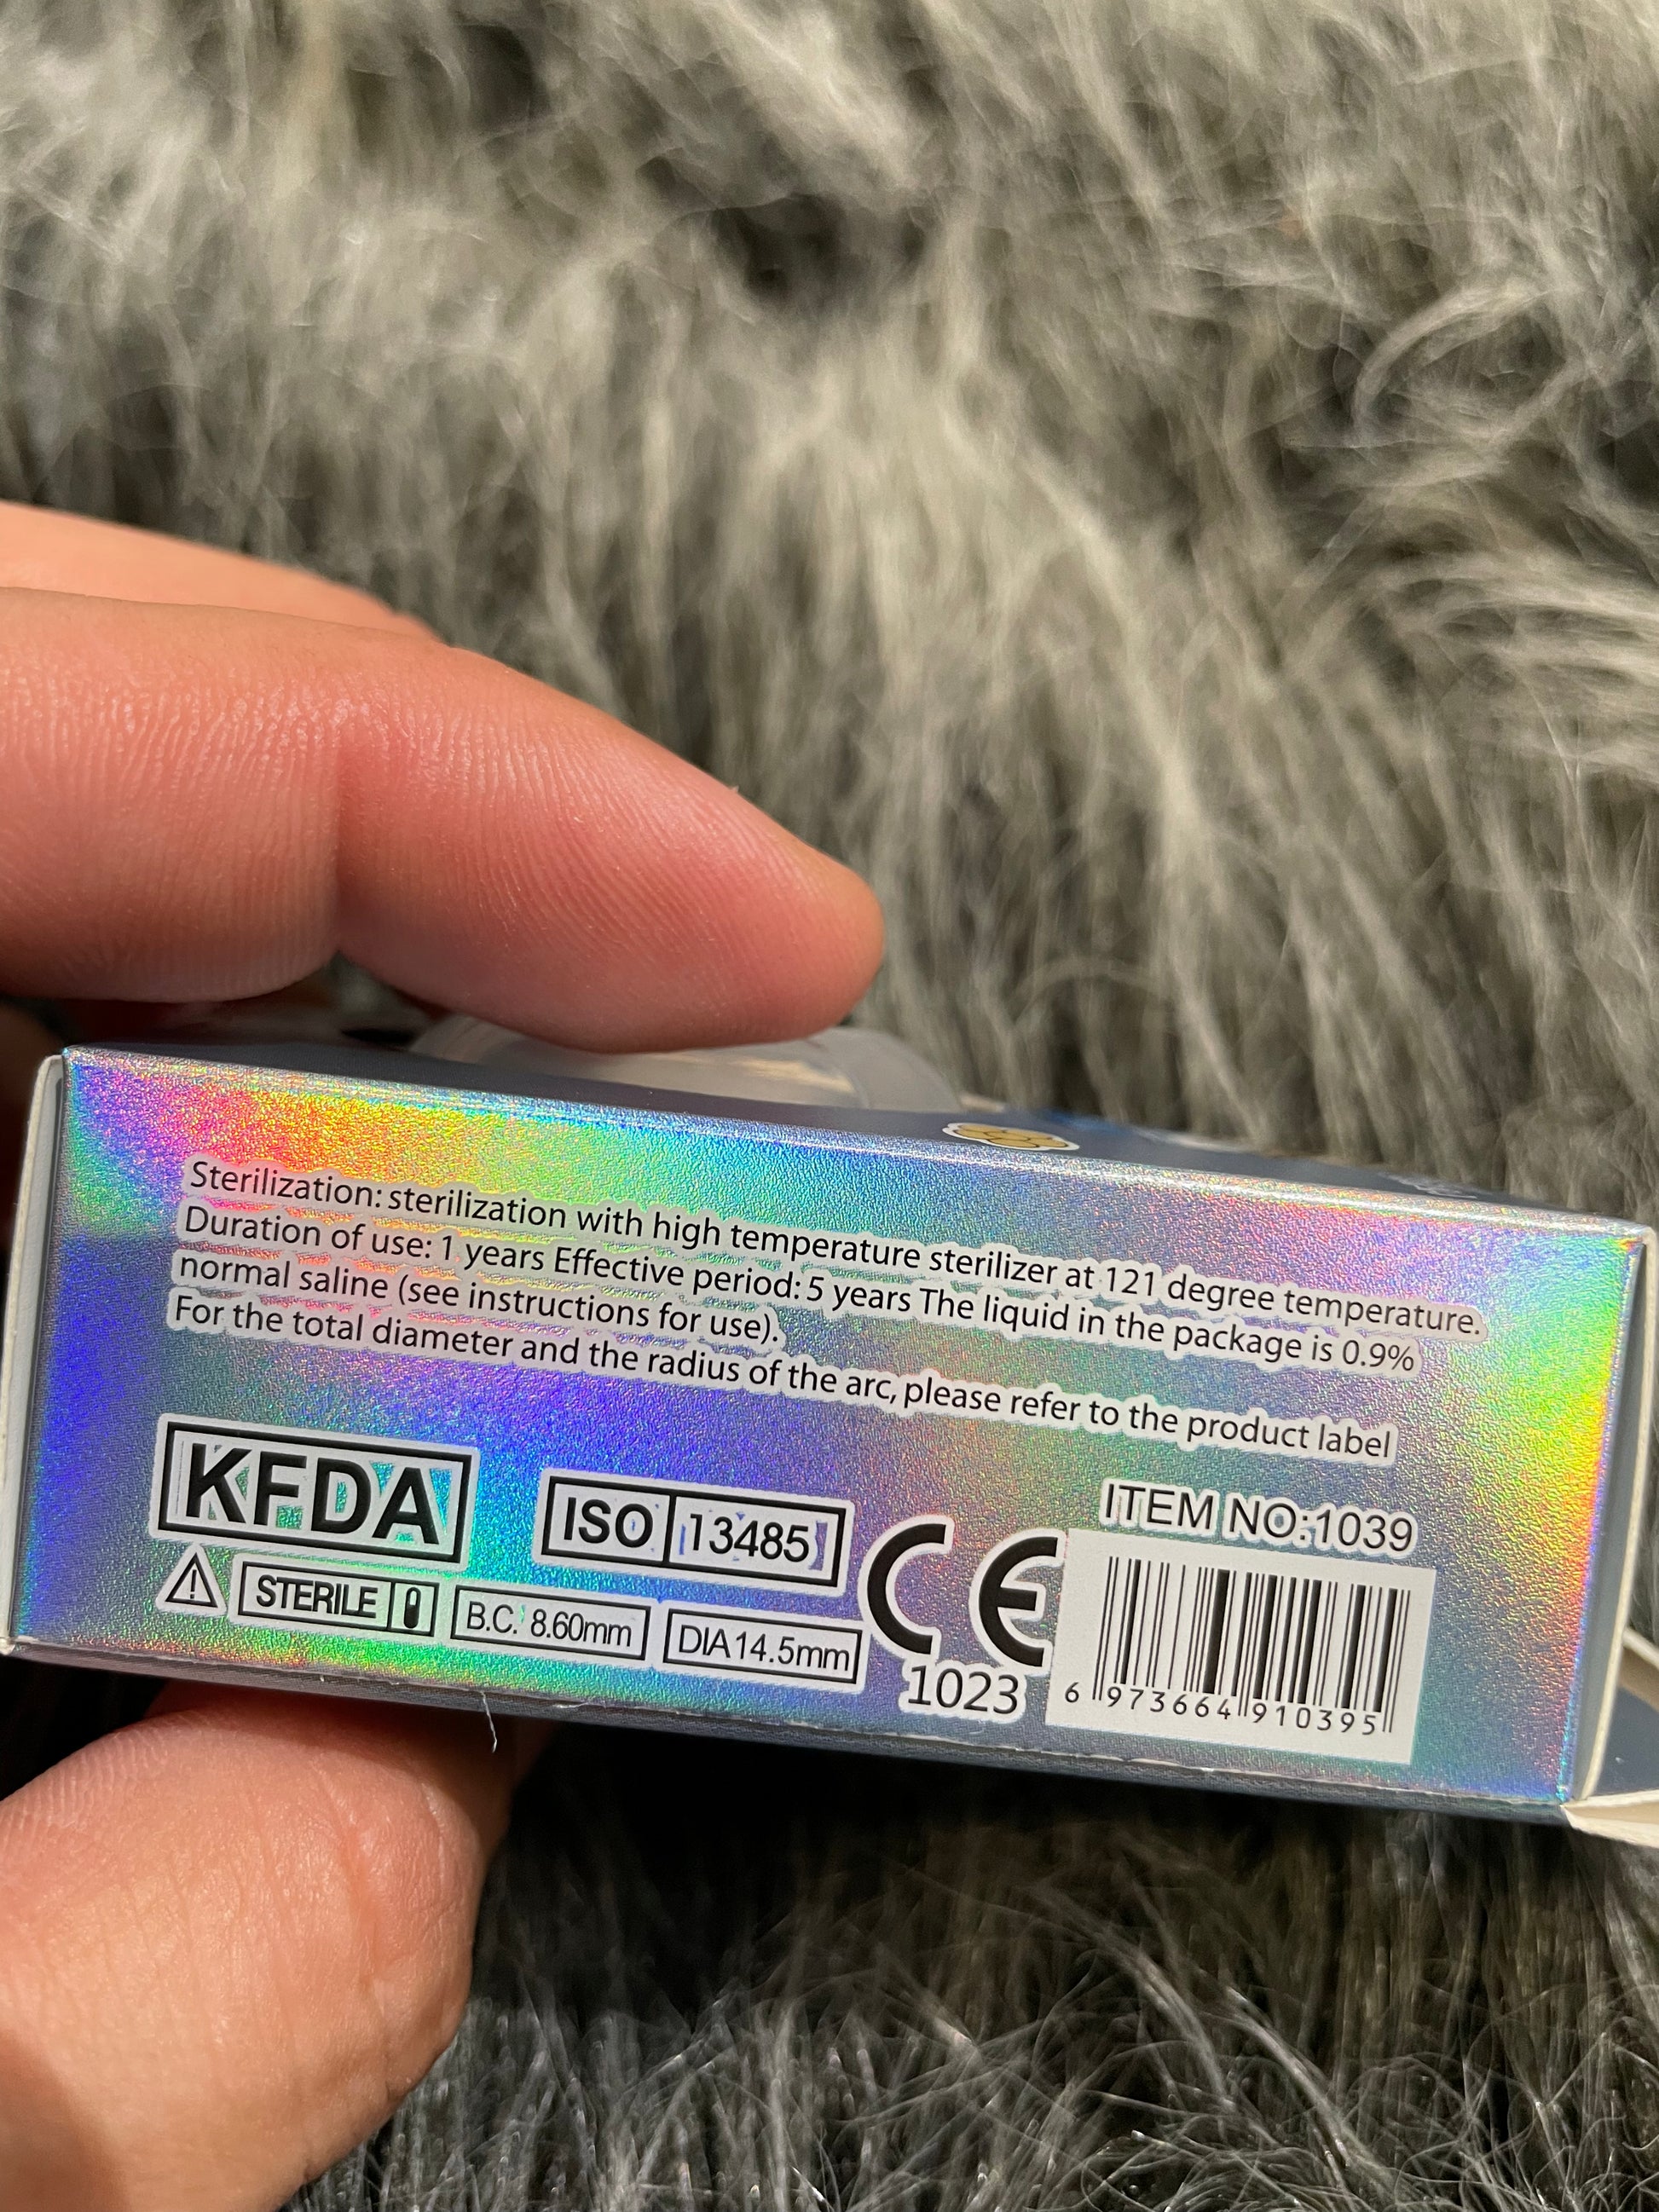 Sterilization: sterilization with high temperature sterilizer at 121 degree temperature.
Duration of use: 1 years Effective period: 5 years The liquid in the package is 0.9%
normal saline (see instructions for use).
For the total diameter and the radius of the arc, please refer to the product label
KFDA
ISO 13485
CE
1023
ITEM NO:1039
STERILE
B.C. 8.60mm
DIA14.5mm
6 973664 910395